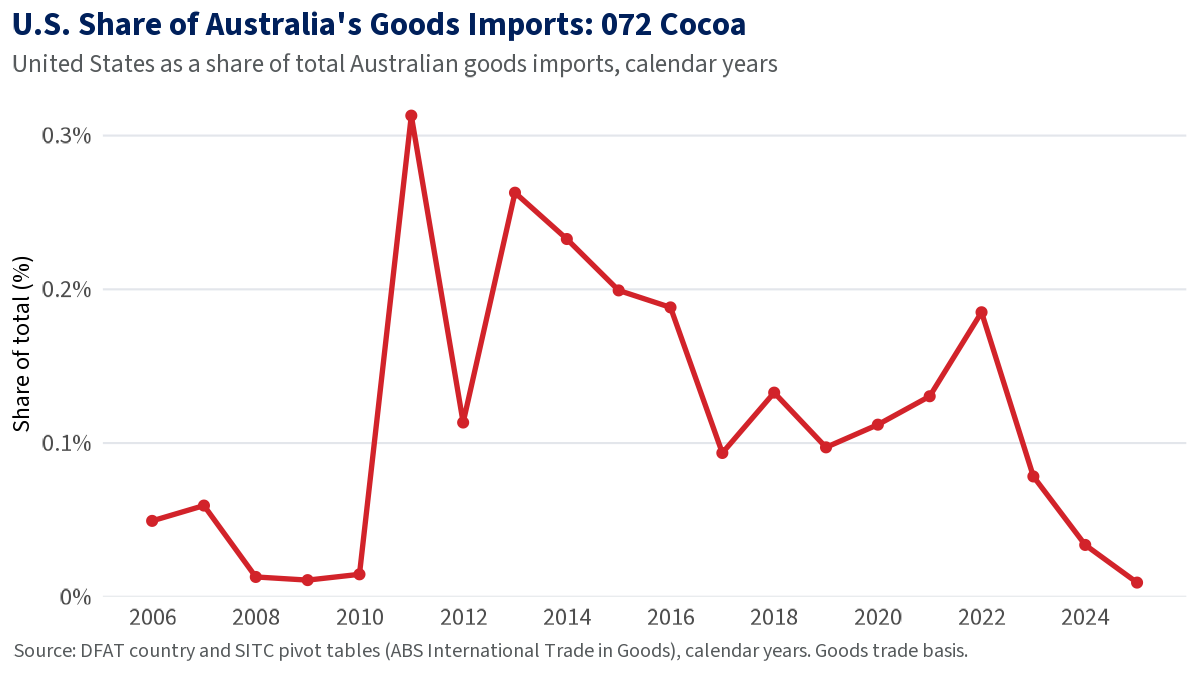 U.S. Share of Australia's Goods Imports: 072 Cocoa
United States as a share of total Australian goods imports, calendar years
Share of total (%)
0.3%
0.2%
0.1%
0%
2006 2008 2010 2012 2014 2016 2018 2020 2022 2024
Source: DFAT country and SITC pivot tables (ABS International Trade in Goods), calendar years. Goods trade basis.